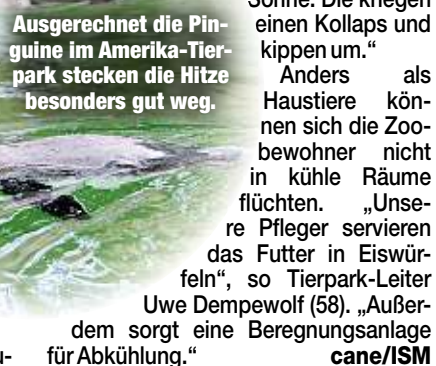 Ausgerechnet die Pin-
guine im Amerika-Tier-
park stecken die Hitze
besonders gut weg.
Sonne. Die kriegen
einen Kollaps und
kippen um.“
Anders als
Haustiere kön-
nen sich die Zoo-
bewohner nicht
in kühle Räume
flüchten. „Unse-
re Pfleger servieren
das Futter in Eiswür-
feln“, so Tierpark-Leiter
Uwe Dempewolf (58). „Außer-
dem sorgt eine Beregnungsanlage
für Abkühlung.“ cane/ISM